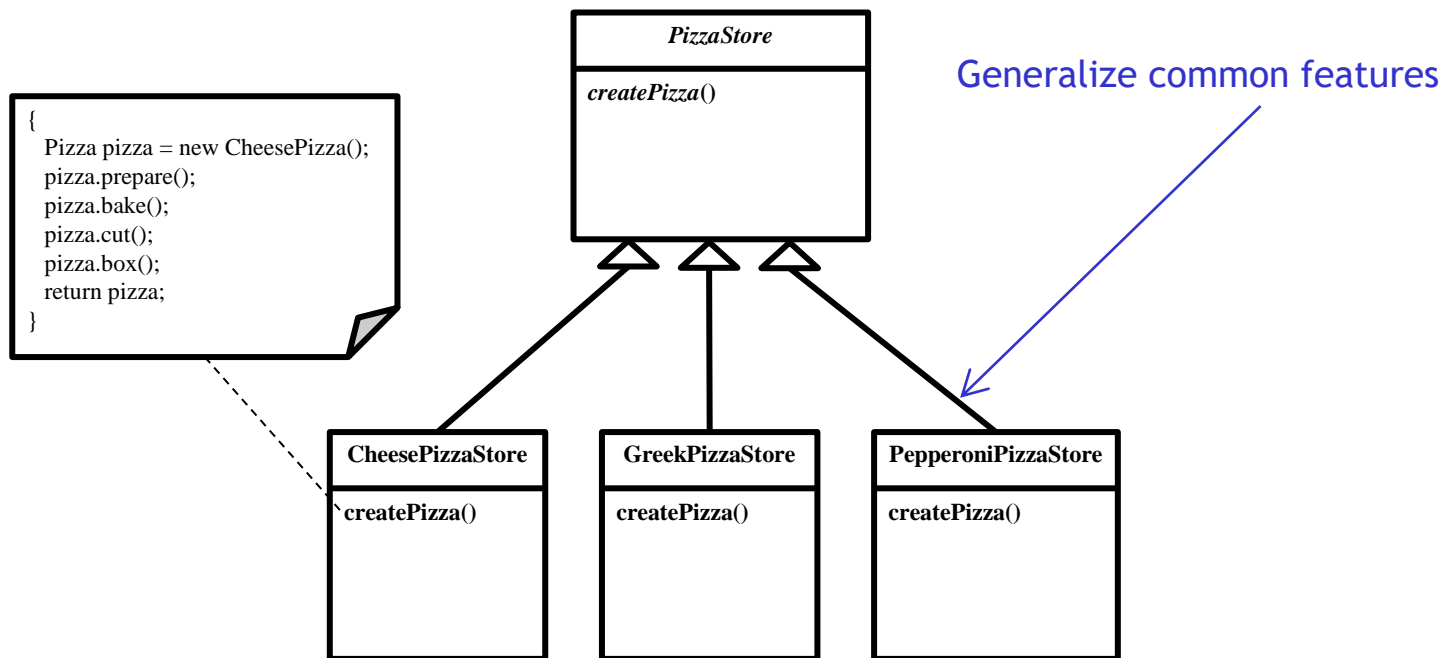 PizzaStore
createPizza()
Generalize common features
{
Pizza pizza = new CheesePizza();
pizza.prepare();
pizza.bake();
pizza.cut();
pizza.box();
return pizza;
}
CheesePizzaStore
createPizza()
GreekPizzaStore
createPizza()
PepperoniPizzaStore
createPizza()